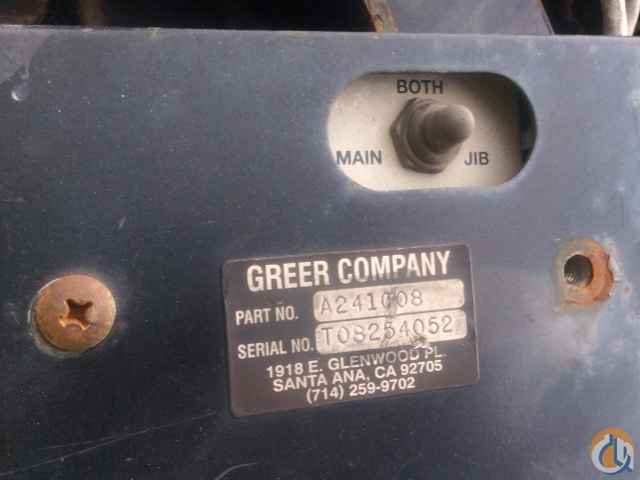 BOTH
MAIN JIB
GREER COMPANY
PART NO. A241008
SERIAL NO. T08254052
1918 E. GLENWOOD PL.
SANTA ANA, CA 92705
(714) 259-9702